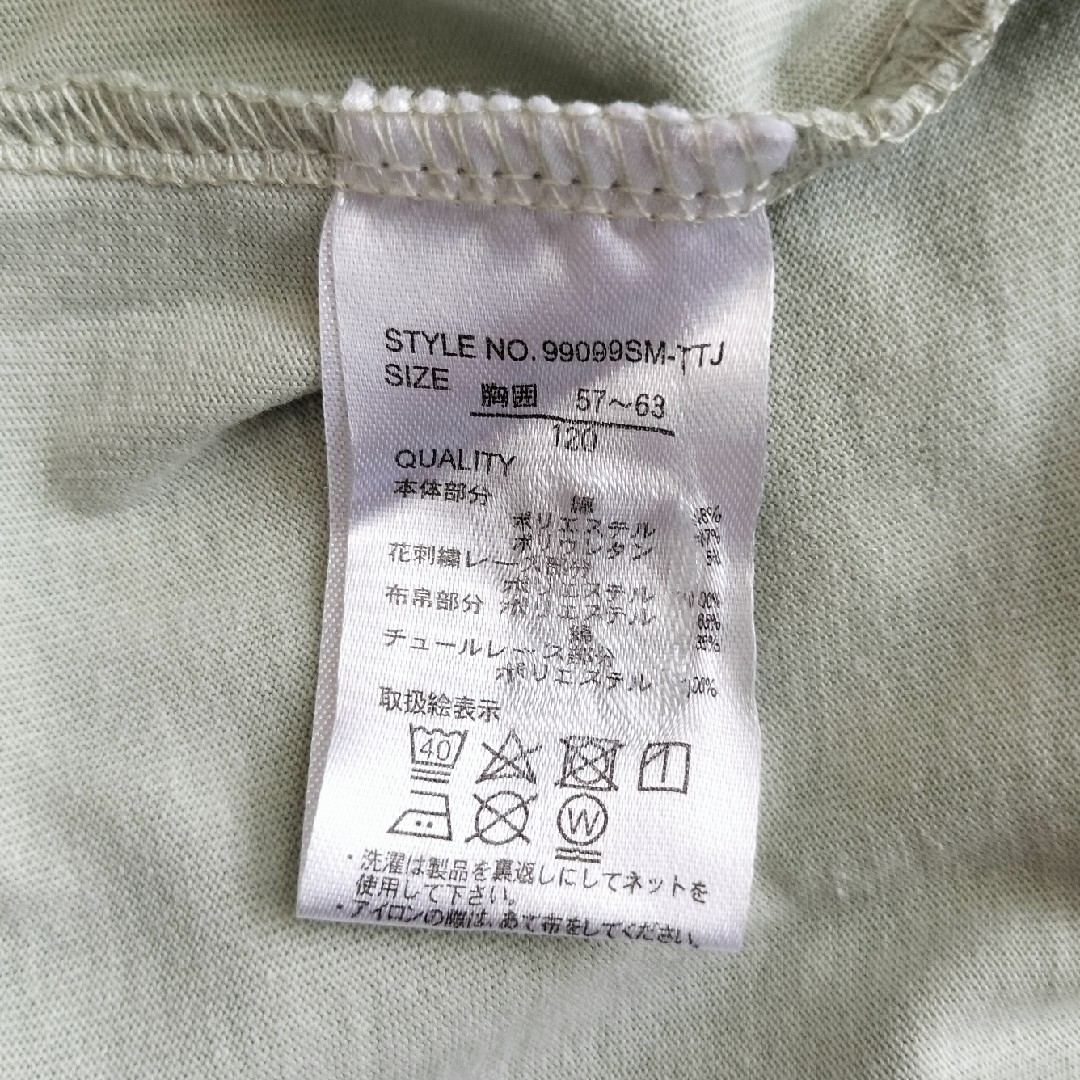 STYLE NO. 99099SM-TTJ
SIZE 胸囲 57～63
120
QUALITY
本体部分 綿
ポリエステル
ポリウレタン
花刺繍レース部分
ポリエステル 100%
布帛部分 ポリエステル 65%
綿 35%
チュールレース部分
ポリエステル 100%
取扱絵表示
40
W
・洗濯は製品を裏返しにしてネットを
使用して下さい。
・アイロンの際は、あて布をしてください。